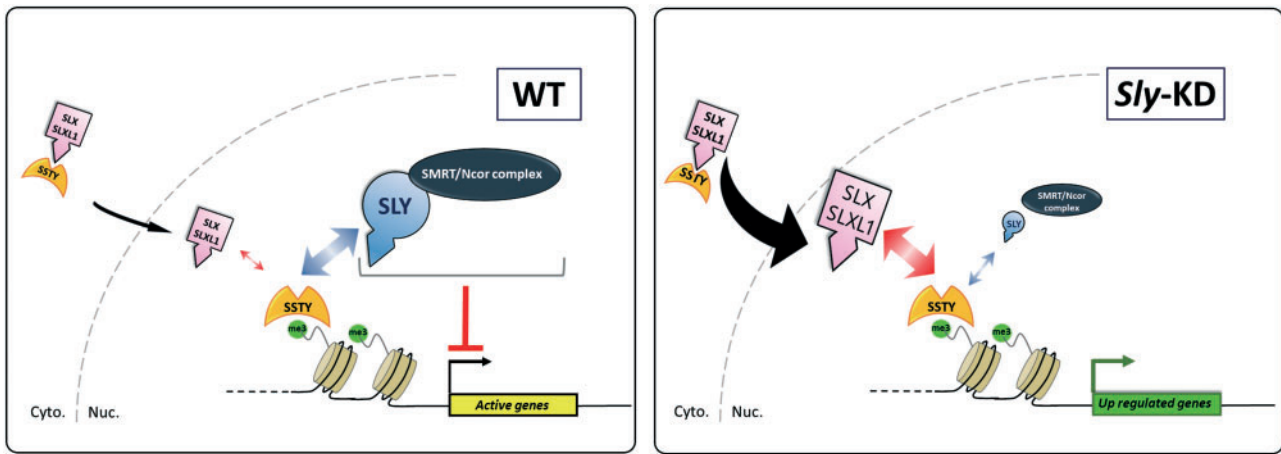 WT
SLX
SLXL1
SSTY
SMRT/Ncor complex
SLY
SLX
SLXL1
SSTY
me3
me3
Active genes
Cyto.
Nuc.
Sly-KD
SLX
SLXL1
SSTY
SLX
SLXL1
SMRT/Ncor
complex
SLY
SSTY
me3
me3
Up regulated genes
Cyto.
Nuc.